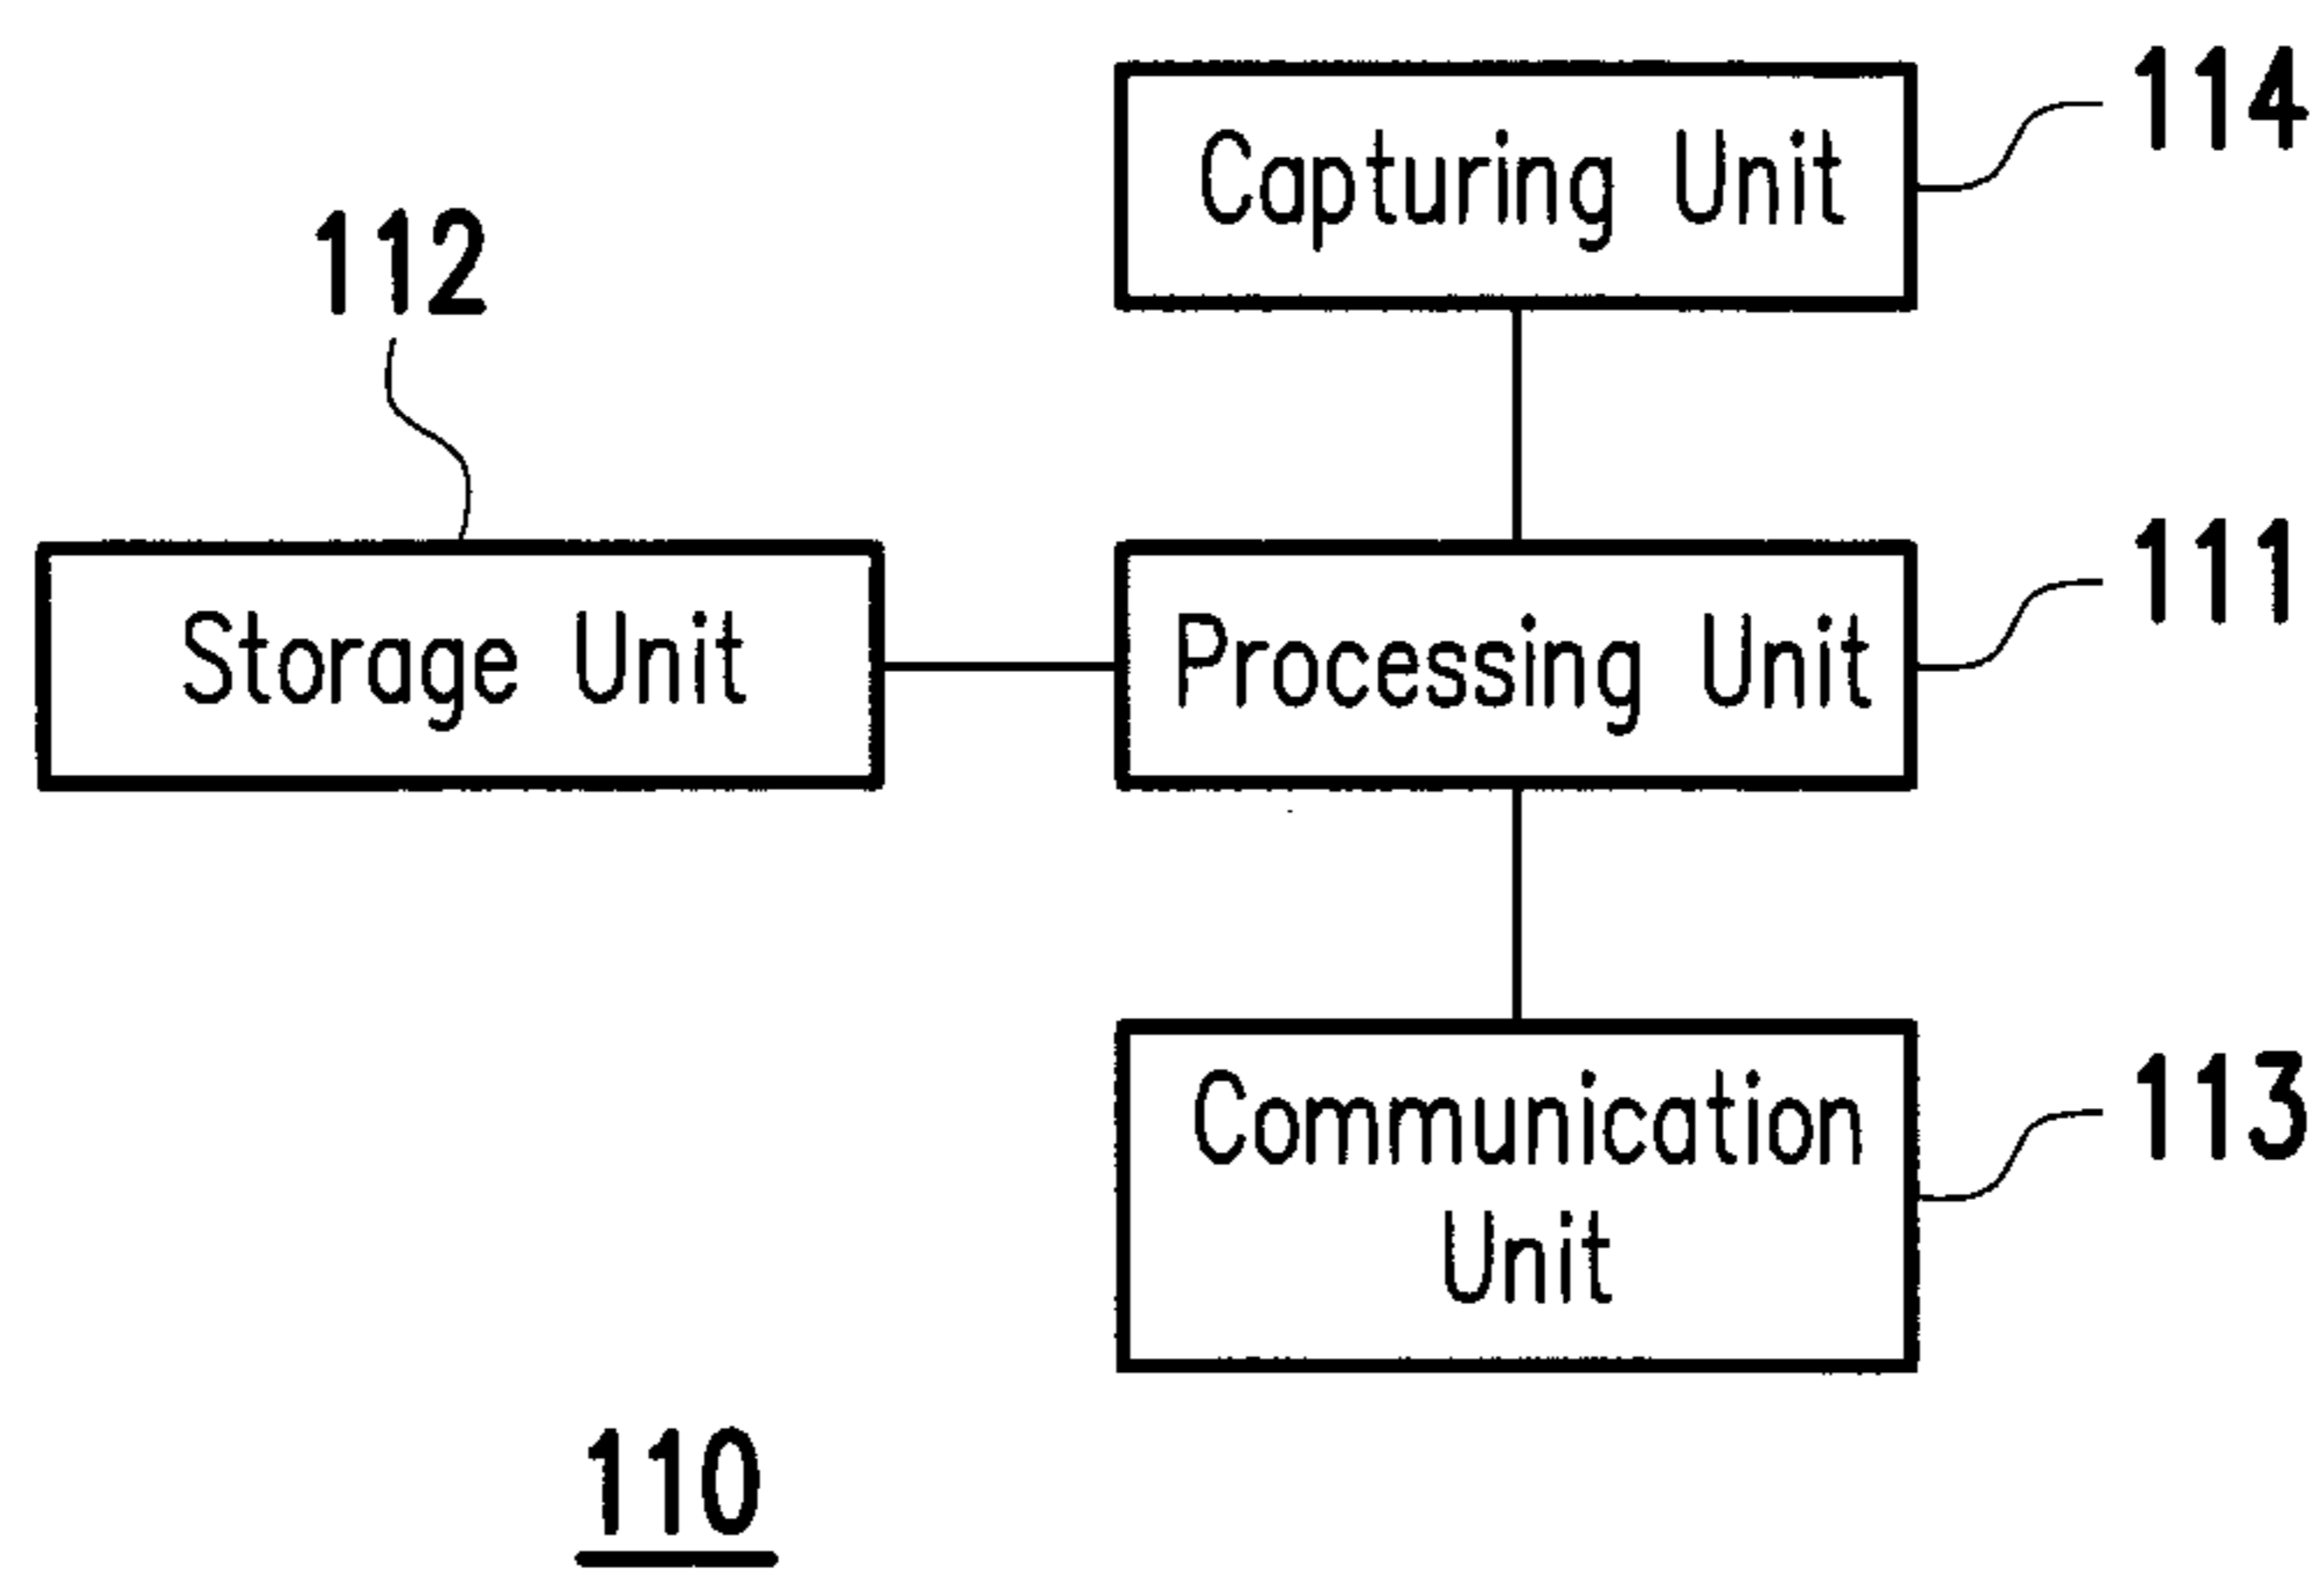 Capturing Unit
114
112
Storage Unit
Processing Unit
111
Communication
Unit
113
110